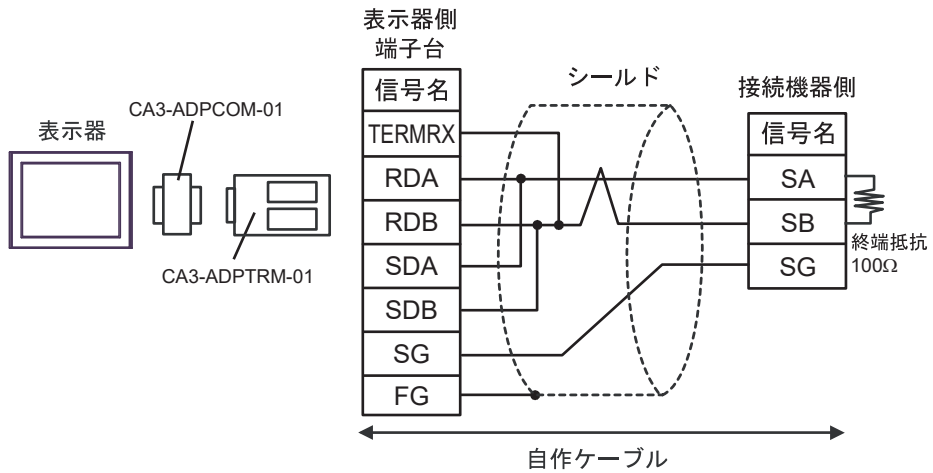 表示器
CA3-ADPCOM-01
CA3-ADPTRM-01
表示器側
端子台
信号名
TERMRX
RDA
RDB
SDA
SDB
SG
FG
シールド
接続機器側
信号名
SA
SB
SG
終端抵抗
100Ω
自作ケーブル